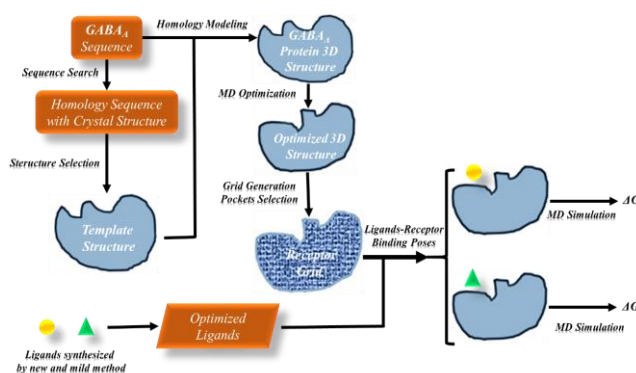 GABAA
Sequence
Homology Modeling
GABAA
Protein 3D
Structure
Sequence Search
Homology Sequence
with Crystal Structure
MD Optimization
Optimized 3D
Structure
Steructure Selection
Template
Structure
Grid Generation
Pockets Selection
Receptor
Grid
Ligands-Receptor
Binding Poses
MD Simulation
ΔG
MD Simulation
ΔG
Optimized
Ligands
Ligands synthesized
by new and mild method